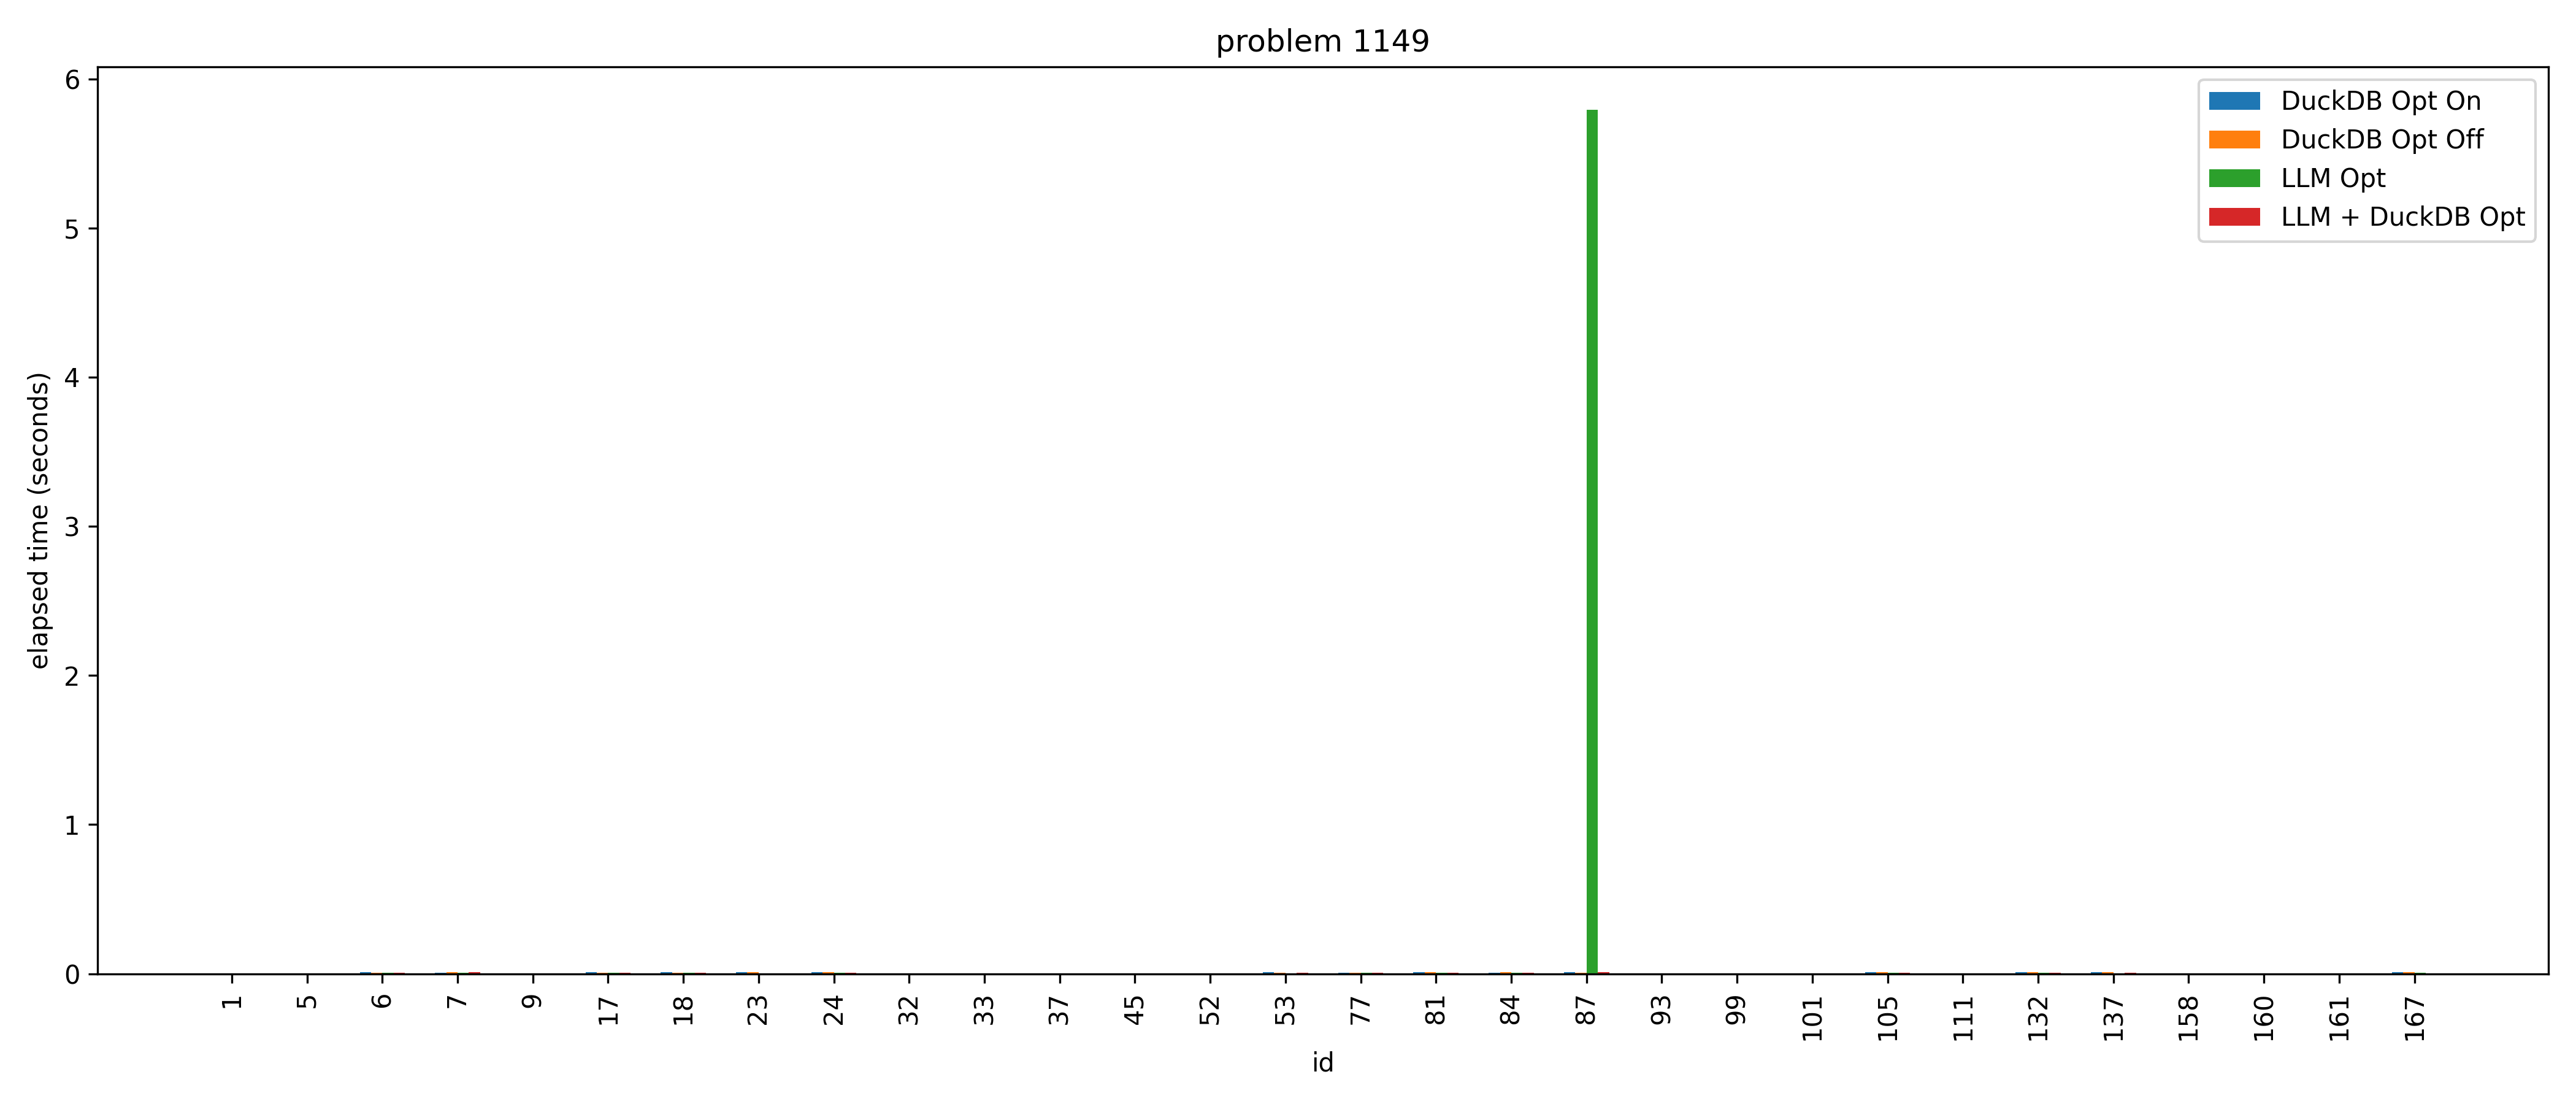 problem 1149
DuckDB Opt On
DuckDB Opt Off
LLM Opt
LLM + DuckDB Opt
elapsed time (seconds)
6
5
4
3
2
1
0
1 5 6 7 9 17 18 23 24 32 33 37 45 52 53 77 81 84 87 93 99 101 105 111 132 137 158 160 161 167
id